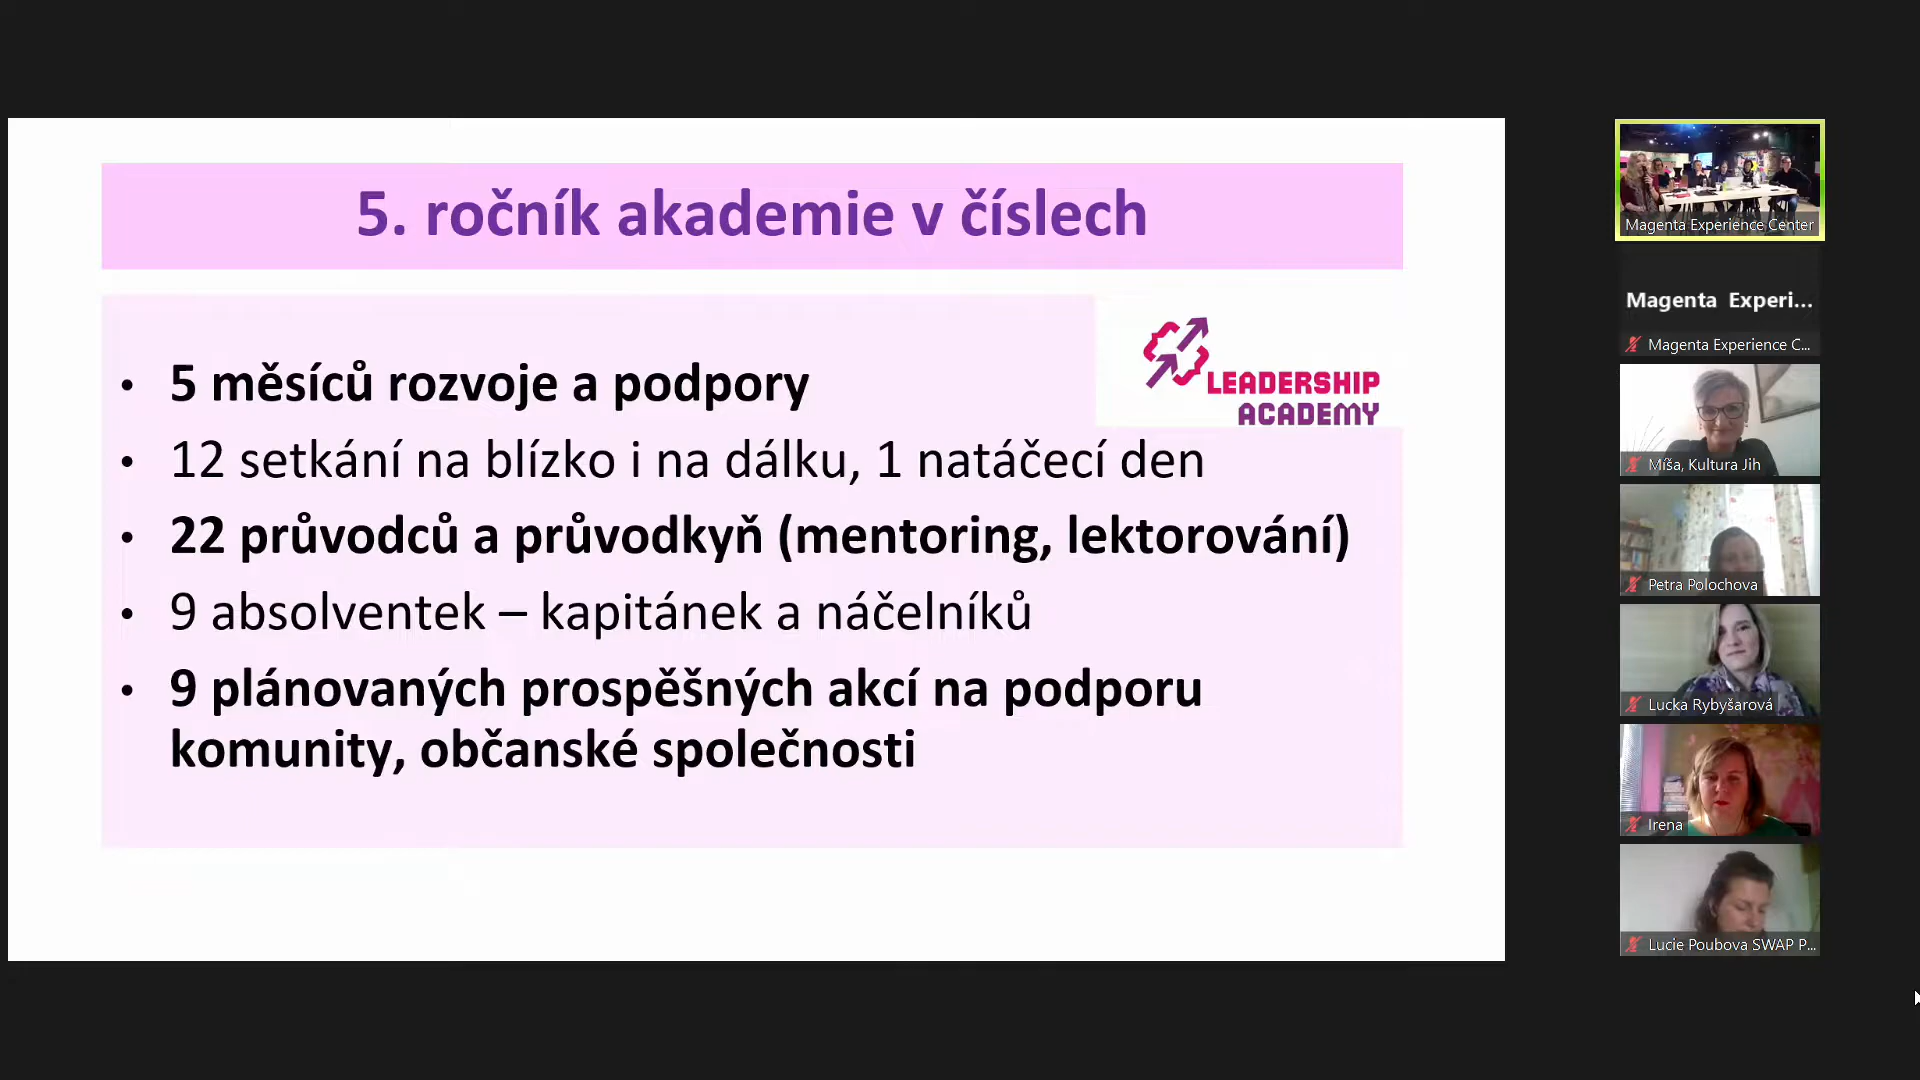 5. ročník akademie v číslech
LEADERSHIP
ACADEMY
• 5 měsíců rozvoje a podpory
• 12 setkání na blízko i na dálku, 1 natáčecí den
• 22 průvodců a průvodkyň (mentoring, lektorování)
• 9 absolventek – kapitánek a náčelníků
• 9 plánovaných prospěšných akcí na podporu
komunity, občanské společnosti
Magenta Experience Center
Magenta Experi...
Magenta Experience C...
Míša, Kultura Jih
Petra Polochova
Lucka Rybyšarová
Irena
Lucie Poubova SWAP P...